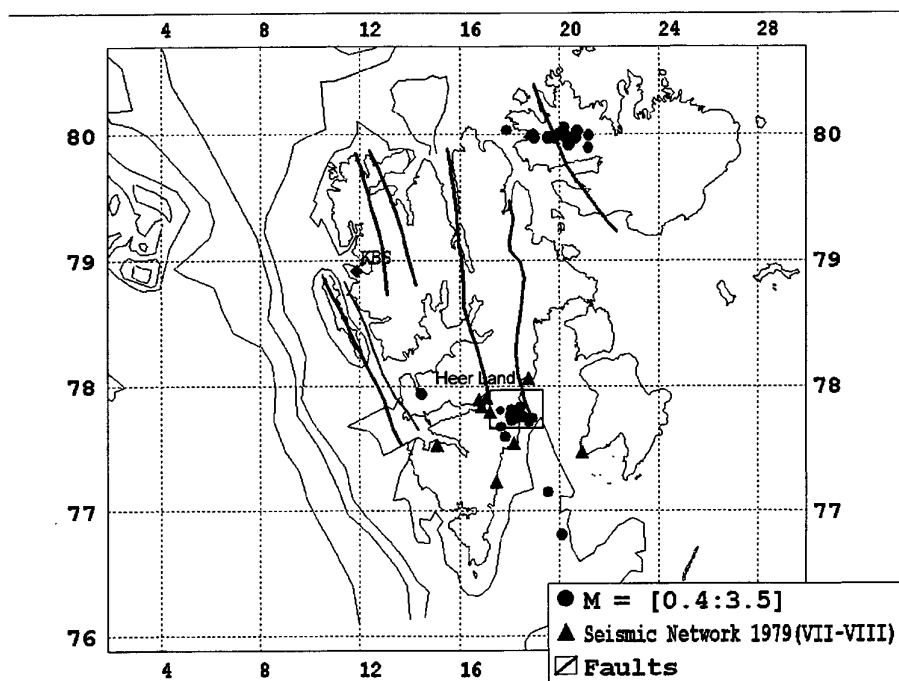 4 8 12 16 20 24 28
80 80
KBS
79 79
Heer Land
78 78
77 77
76
M = [0.4:3.5]
Seismic Network 1979(VII-VIII)
Faults
4 8 12 16